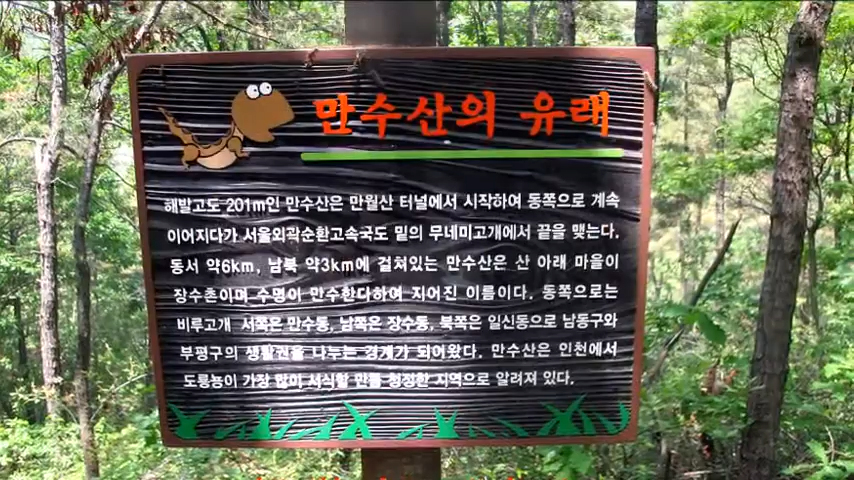 만수산의 유래
해발고도 201m인 만수산은 만월산 터널에서 시작하여 동쪽으로 계속
이어지다가 서울외곽순환고속국도 밑의 무네미고개에서 끝을 맺는다.
동서 약6km, 남북 약3km에 걸쳐있는 만수산은 산 아래 마을이
장수촌이며 수명이 만수한다하여 지어진 이름이다. 동쪽으로는
비루고개 서쪽은 만수동, 남쪽은 장수동, 북쪽은 일신동으로 남동구와
부평구의 생활권을 나누는 경계가 되어왔다. 만수산은 인천에서
도롱뇽이 가장 많이 서식할 만큼 청정한 지역으로 알려져 있다.